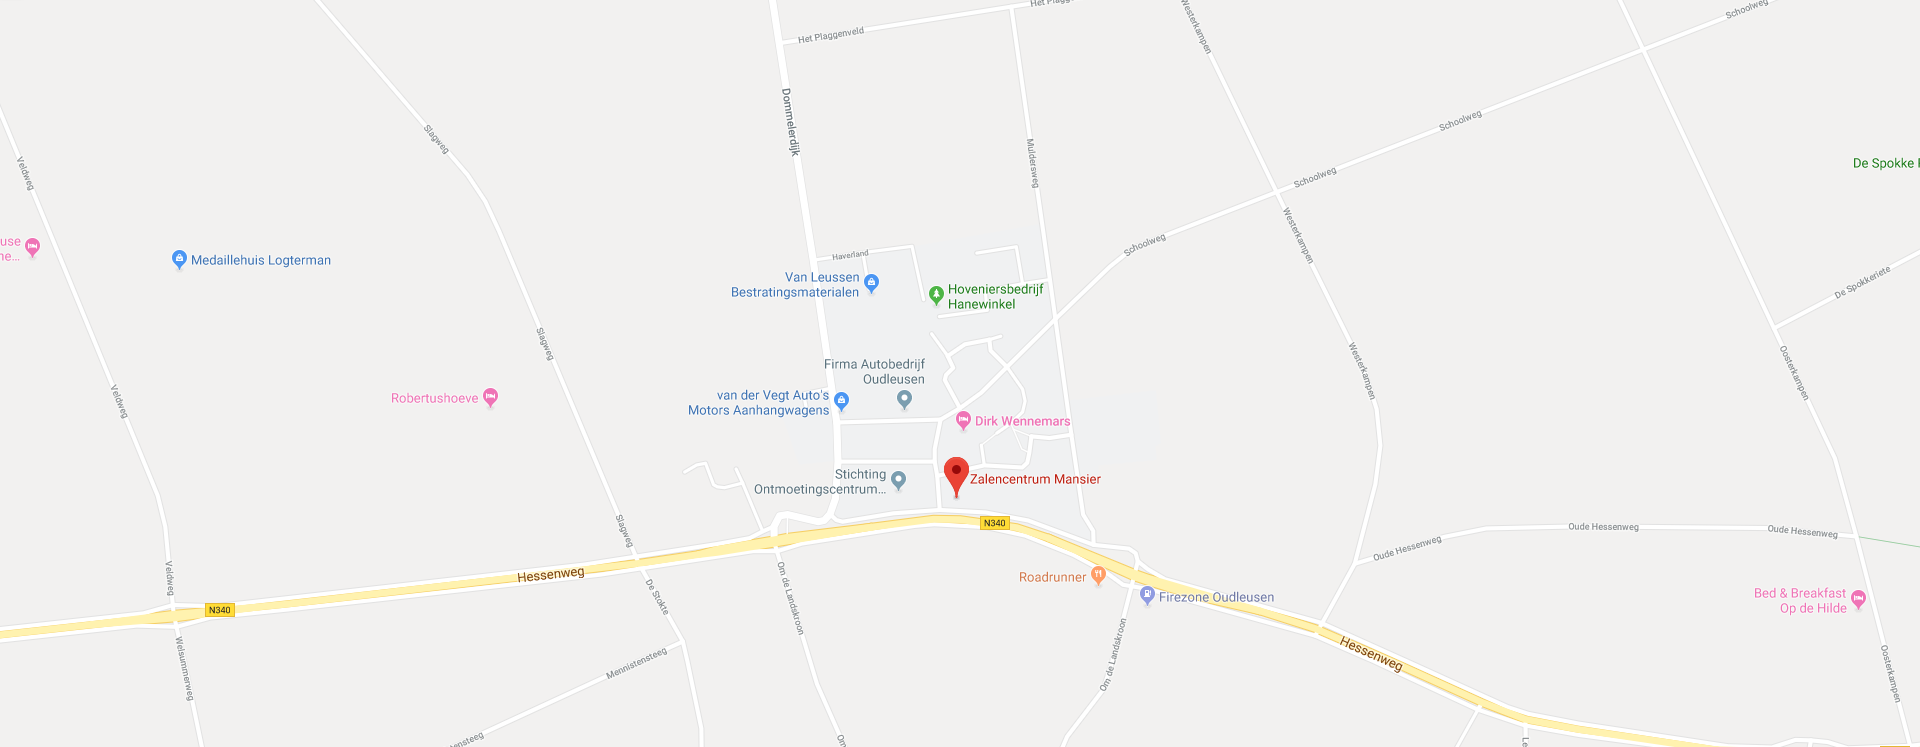 Het Plaggenveld
Het Plagge
Westerkampen
Schoolweg
Dommelerdijk
Slagweg
Muldersweg
Schoolweg
Veldweg
Schoolweg
De Spokke
Westerkampen
use
ne...
Medaillehuis Logterman
Haverland
Schoolweg
Van Leussen
Bestratingsmaterialen
Hoveniersbedrijf
Hanewinkel
De Spokkeriete
Slagweg
Westerkampen
Oosterkampen
Firma Autobedrijf
Oudleusen
Veldweg
Robertushoeve
van der Vegt Auto's
Motors Aanhangwagens
Dirk Wennemars
Stichting
Ontmoetingscentrum...
Zalencentrum Mansier
Slagweg
N340
Oude Hessenweg
Oude Hessenweg
Oude Hessenweg
Veldweg
Hessenweg
De Stokte
Om de Landskroon
Roadrunner
Firezone Oudleusen
Bed & Breakfast
Op de Hilde
N340
Welsummerweg
Mennistensteeg
Om de Landskroon
Hessenweg
Oosterkampen
tensteeg
Om
Le